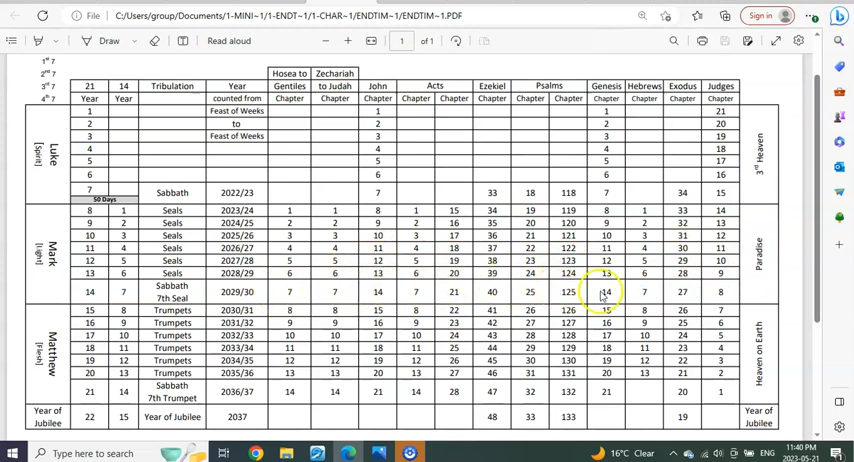 File
C:/Users/group/Documents/1-MINI~1/1-ENDT~1/1-CHAR~1/ENDTIM~1/ENDTIM~1.PDF
Sign in
Draw
Read aloud
1
of 1
1st 7
2nd 7 Hosea to Zechariah
3rd 7 21 14 Tribulation Year Gentiles to Judah John Acts Ezekiel Psalms Genesis Hebrews Exodus Judges
4th 7 Year Year counted from Chapter Chapter Chapter Chapter Chapter Chapter Chapter Chapter Chapter Chapter Chapter Chapter
1 Feast of Weeks 1 1 21
2 to 2 2 20
3 Feast of Weeks 3 3 19
4 4 4 18
5 5 5 17
6 6 6 16
7 Sabbath 2022/23 7 33 18 118 7 34 15
50 Days
8 1 Seals 2023/24 1 1 8 8 15 34 19 119 8 1 33 14
9 2 Seals 2024/25 2 2 9 2 16 35 20 120 9 2 32 13
10 3 Seals 2025/26 3 3 10 3 17 36 21 121 10 3 31 12
11 4 Seals 2026/27 4 4 11 4 18 37 22 122 11 4 30 11
12 5 Seals 2027/28 5 5 12 5 19 38 23 123 12 5 29 10
13 6 Seals 2028/29 6 6 13 6 20 39 24 124 13 6 28 9
14 7 Sabbath
7th Seal 2029/30 7 7 14 7 21 40 25 125 14 7 27 8
15 8 Trumpets 2030/31 8 8 15 8 22 41 26 126 15 8 26 7
16 9 Trumpets 2031/32 9 9 16 9 23 42 27 127 16 9 25 6
17 10 Trumpets 2032/33 10 10 17 10 24 43 28 128 17 10 24 5
18 11 Trumpets 2033/34 11 11 18 11 25 44 29 129 18 11 23 4
19 12 Trumpets 2034/35 12 12 19 12 26 45 30 130 19 12 22 3
20 13 Trumpets 2035/36 13 13 20 13 27 46 31 131 20 13 21 2
21 14 Sabbath
7th Trumpet 2036/37 14 14 21 14 28 47 32 132 21 20 1
Year of
Jubilee 22 15 Year of Jubilee 2037 48 33 133 19 Year of
Jubilee
Luke
[Spirit]
Mark
[Light]
Matthew
[Flesh]
3rd Heaven
Paradise
Heaven on Earth
Type here to search
16°C Clear
ENG
11:40 PM
2023-05-21